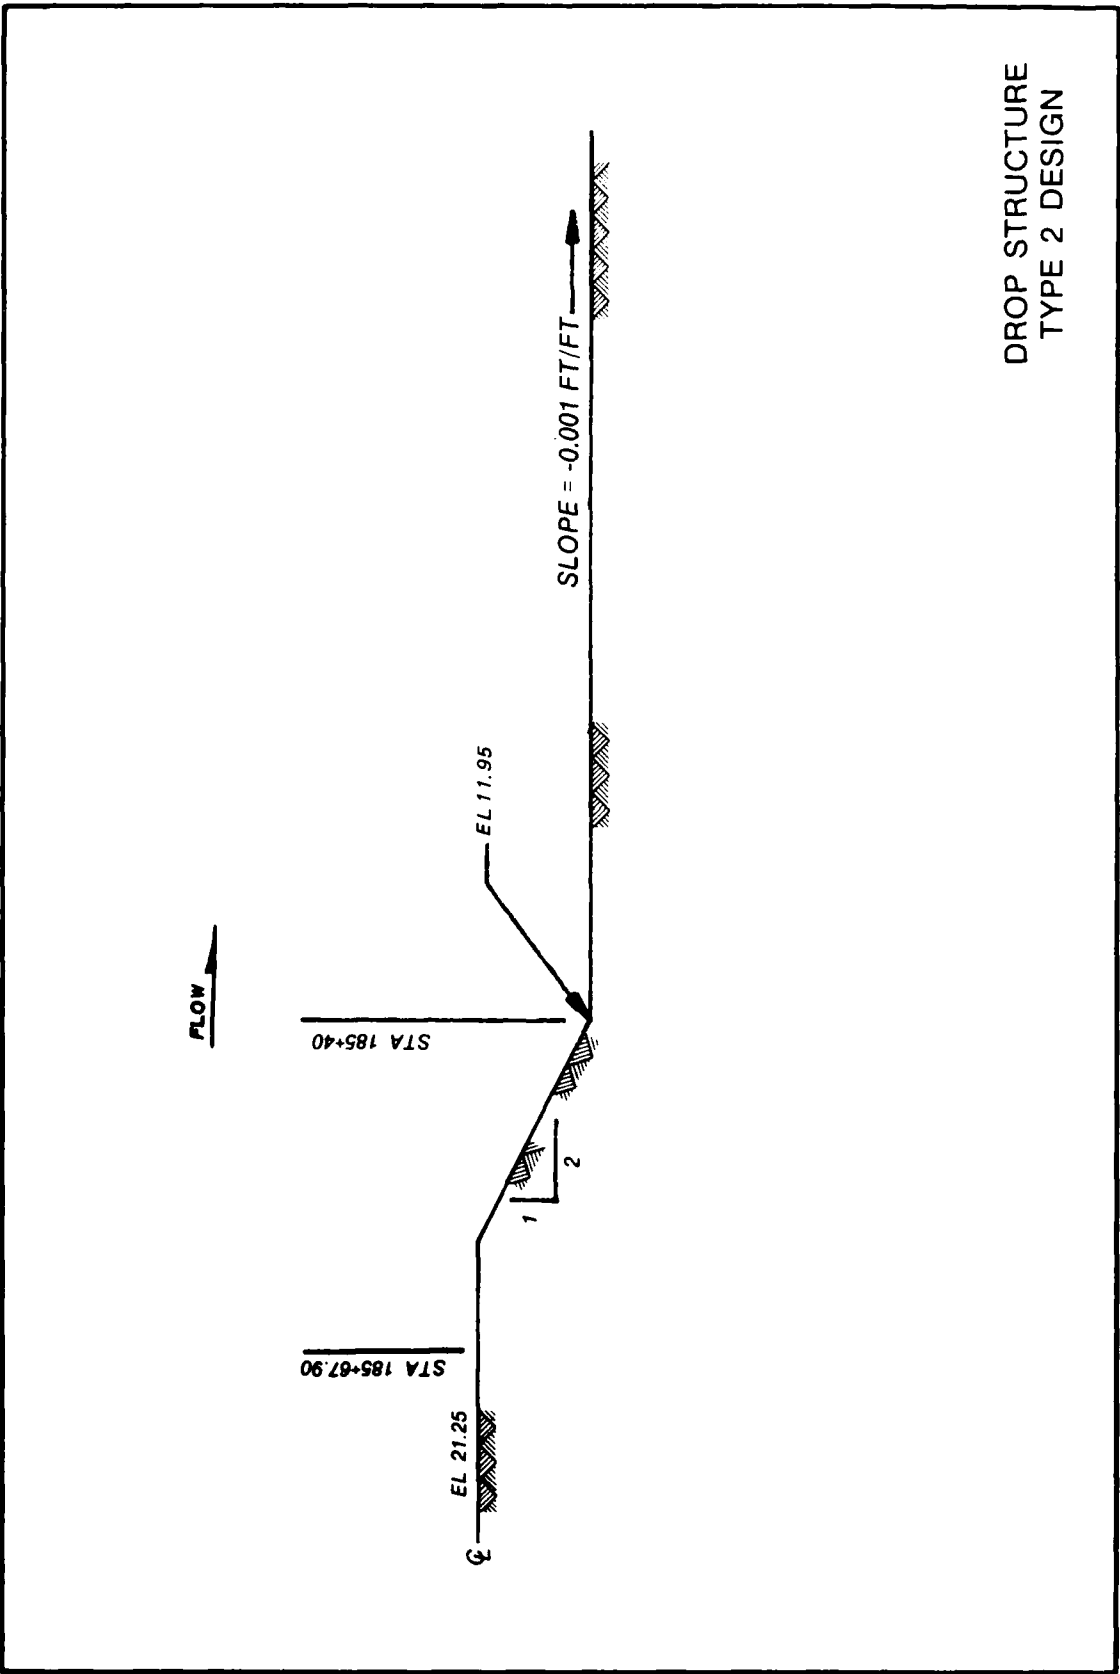 FLOW
STA 185+67.90
STA 185+40
EL 21.25
EL 11.95
℄
1
2
SLOPE = -0.001 FT/FT
DROP STRUCTURE
TYPE 2 DESIGN